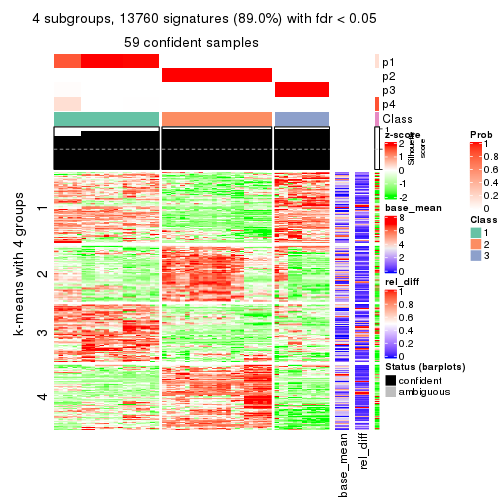 4 subgroups, 13760 signatures (89.0%) with fdr < 0.05
59 confident samples
p1
p2
p3
p4
Class
1
Silhouette
score
k-means with 4 groups
1
2
3
4
base_mean
rel_diff
z-score
2
1
0
-1
-2
base_mean
8
6
4
2
0
rel_diff
1
0.8
0.6
0.4
0.2
0
Status (barplots)
confident
ambiguous
Prob
1
0.8
0.6
0.4
0.2
0
Class
1
2
3